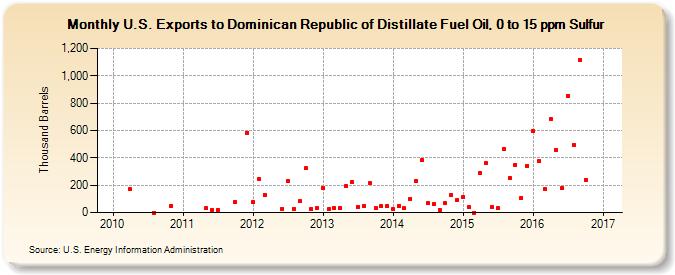 Monthly U.S. Exports to Dominican Republic of Distillate Fuel Oil, 0 to 15 ppm Sulfur
Thousand Barrels
1,200
1,000
800
600
400
200
0
2010 2011 2012 2013 2014 2015 2016 2017
Source: U.S. Energy Information Administration